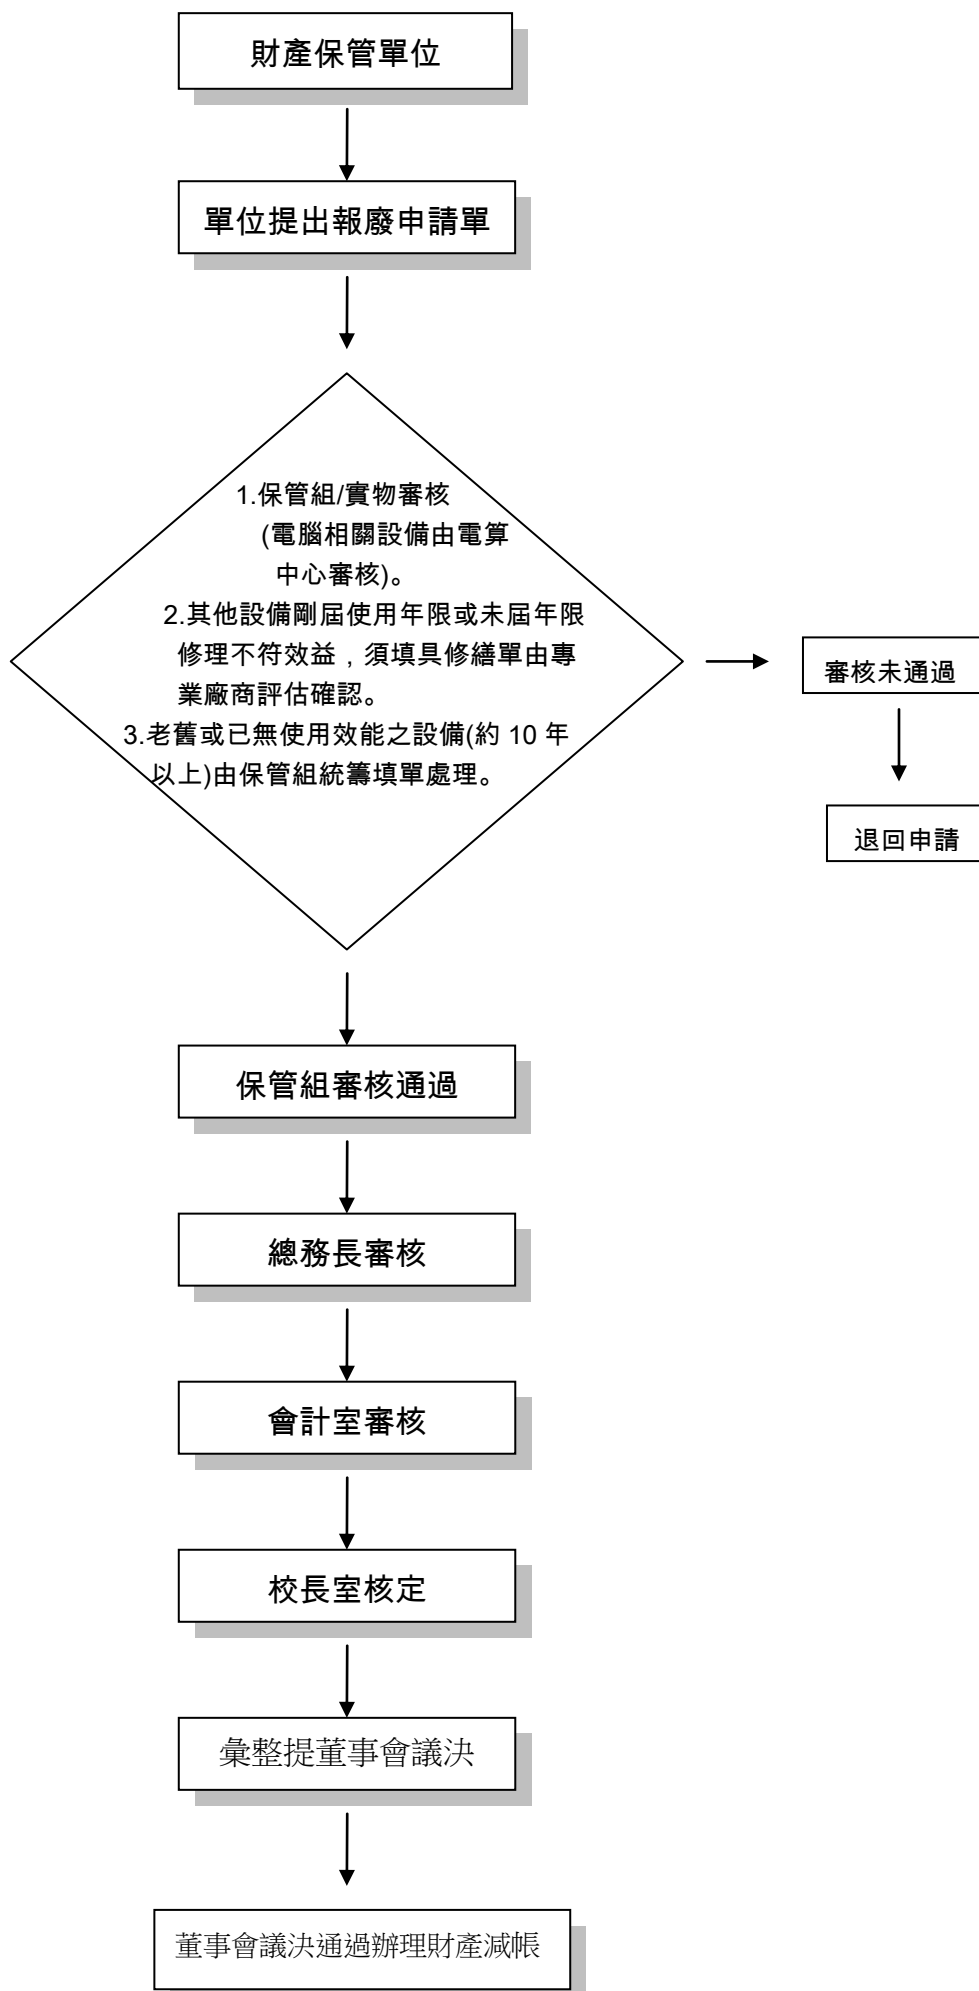 財產保管單位
單位提出報廢申請單
1.保管組/實物審核
(電腦相關設備由電算
中心審核)。
2.其他設備剛屆使用年限或未屆年限
修理不符效益，須填具修繕單由專
業廠商評估確認。
3.老舊或已無使用效能之設備(約 10 年
以上)由保管組統籌填單處理。
審核未通過
退回申請
保管組審核通過
總務長審核
會計室審核
校長室核定
彙整提董事會議決
董事會議決通過辦理財產減帳